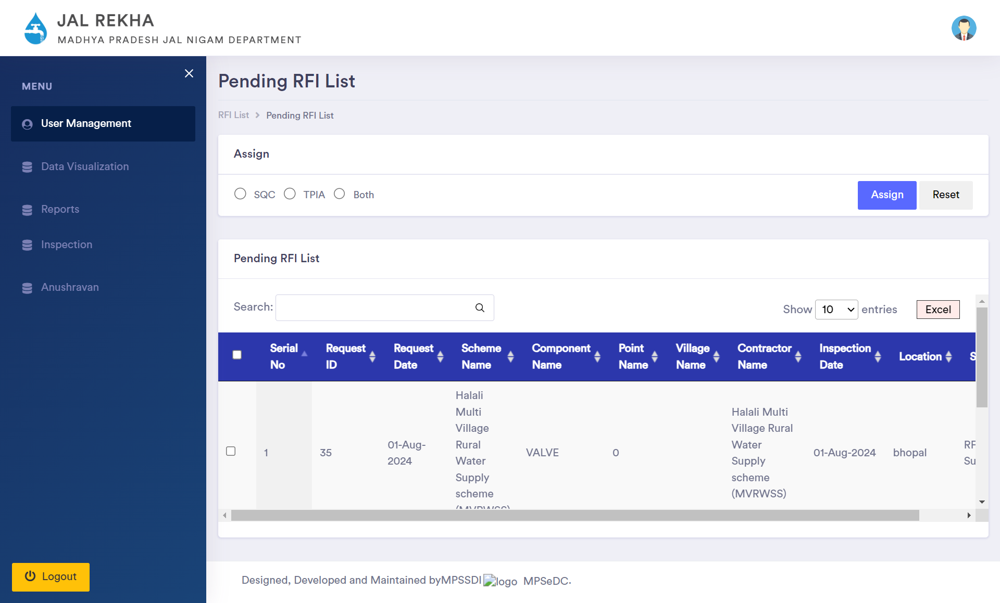 JAL REKHA
MADHYA PRADESH JAL NIGAM DEPARTMENT
MENU
User Management
Data Visualization
Reports
Inspection
Anushravan
Logout
Pending RFI List
RFI List Pending RFI List
Assign
SQC TPIA Both
Assign Reset
Pending RFI List
Search:
Show 10 entries Excel
Serial No
Request ID
Request Date
Scheme Name
Component Name
Point Name
Village Name
Contractor Name
Inspection Date
Location
S
1
35
01-Aug-
2024
Halali
Multi
Village
Rural
Water
Supply
scheme
(MVRWSS)
VALVE
0
Halali Multi
Village Rural
Water
Supply
scheme
(MVRWSS)
01-Aug-2024
bhopal
RF
Su
Designed, Developed and Maintained byMPSSDI logo MPSeDC.